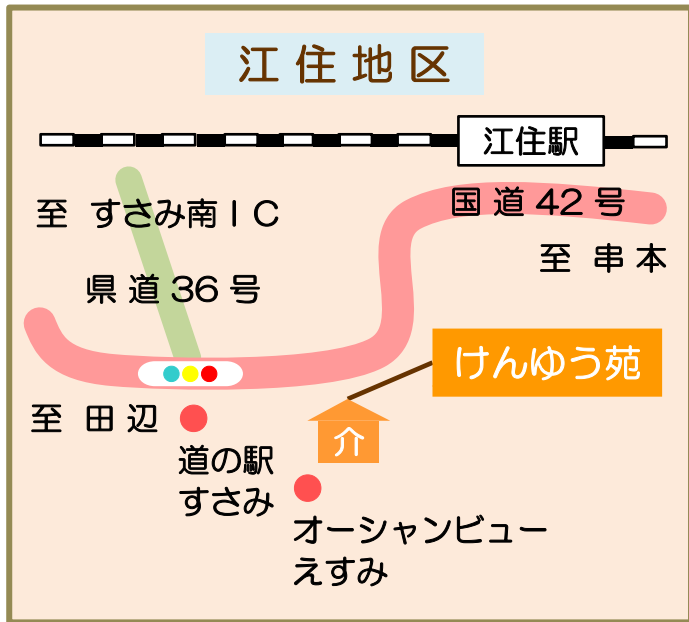 江住地区
江住駅
国道42号
至 すさみ南IC
至 串本
県道36号
けんゆう苑
至 田辺
介
道の駅
すさみ
オーシャンビュー
えすみ